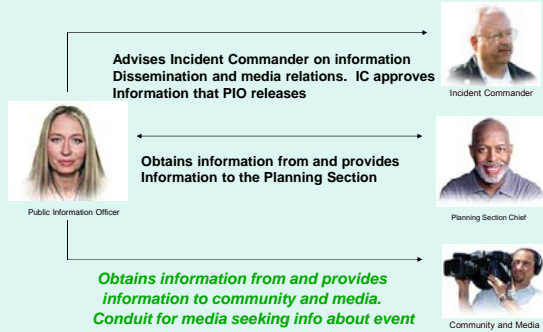 Advises Incident Commander on information
Dissemination and media relations.  IC approves
Information that PIO releases
Incident Commander
Obtains information from and provides
Information to the Planning Section
Public Information Officer
Planning Section Chief
Obtains information from and provides
information to community and media.
Conduit for media seeking info about event
Community and Media